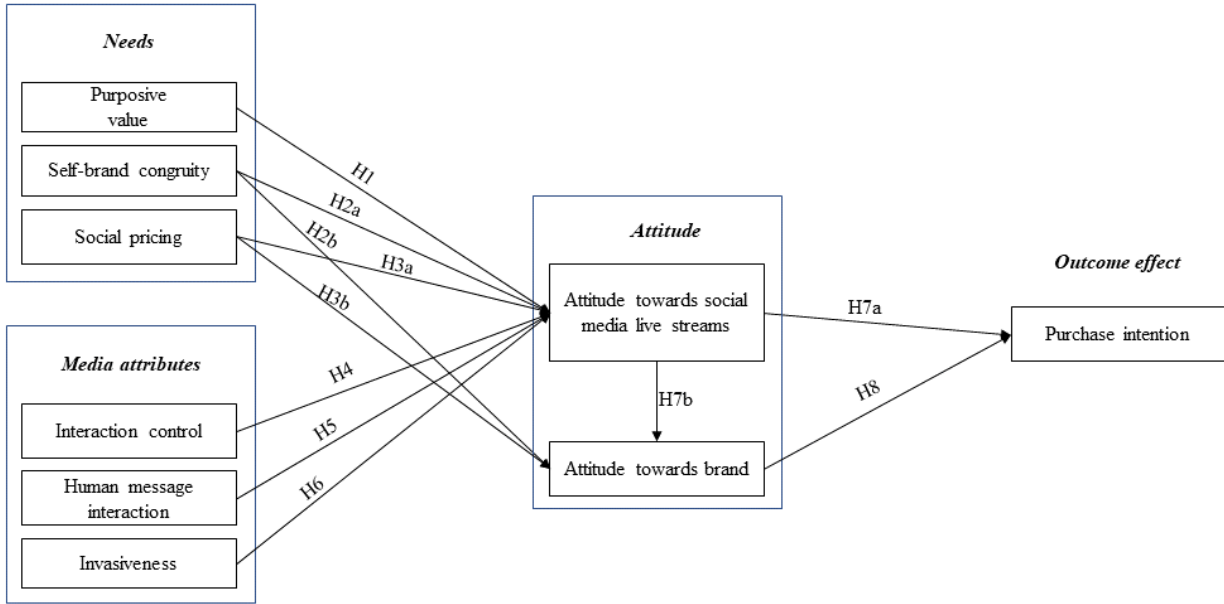 Needs
Purposive
value
Self-brand congruity
Social pricing
H1
H2a
H2b
H3a
H3b
Media attributes
Interaction control
Human message
interaction
Invasiveness
H4
H5
H6
Attitude
Attitude towards social
media live streams
H7b
Attitude towards brand
H7a
H8
Outcome effect
Purchase intention